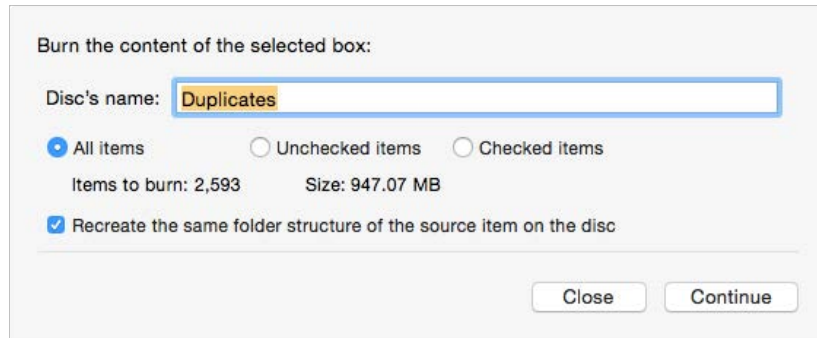 Burn the content of the selected box:
Disc's name: Duplicates
All items Unchecked items Checked items
Items to burn: 2,593 Size: 947.07 MB
Recreate the same folder structure of the source item on the disc
Close Continue